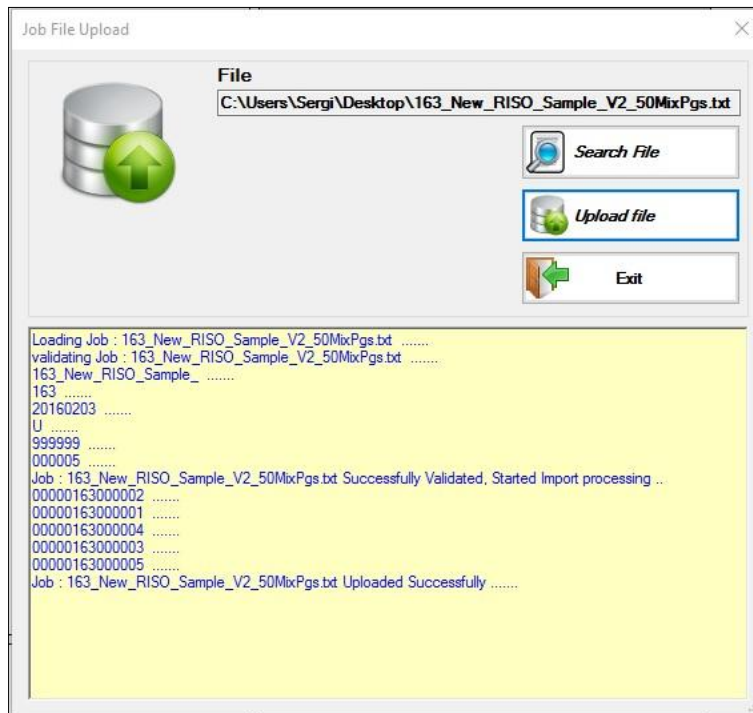 Job File Upload
File
C:\Users\Sergi\Desktop\163_New_RISO_Sample_V2_50MixPgs.txt
Search File
Upload file
Exit
Loading Job : 163_New_RISO_Sample_V2_50MixPgs.txt .......
validating Job : 163_New_RISO_Sample_V2_50MixPgs.txt .......
163_New_RISO_Sample_ .......
163 .......
20160203 .......
U .......
999999 .......
000005 .......
Job : 163_New_RISO_Sample_V2_50MixPgs.txt Successfully Validated, Started Import processing ..
00000163000002 .......
00000163000001 .......
00000163000004 .......
00000163000003 .......
00000163000005 .......
Job : 163_New_RISO_Sample_V2_50MixPgs.txt Uploaded Successfully .......